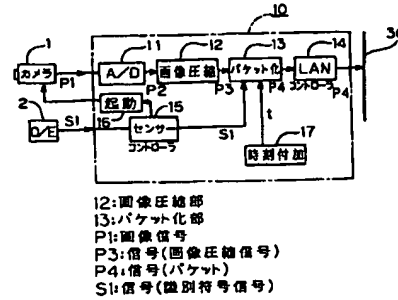 10
30
1
11
12
13
14
カメラ
P1
A/D
P2
画像圧縮
P3
パケット化
P4
LAN
コントローラ
P4
起動
16
15
2
O/E
S1
センサー
コントローラ
S1
t
17
時刻付加
12:画像圧縮部
13:パケット化部
P1:画像信号
P3:信号(画像圧縮信号)
P4:信号(パケット)
S1:信号(識別符号信号)